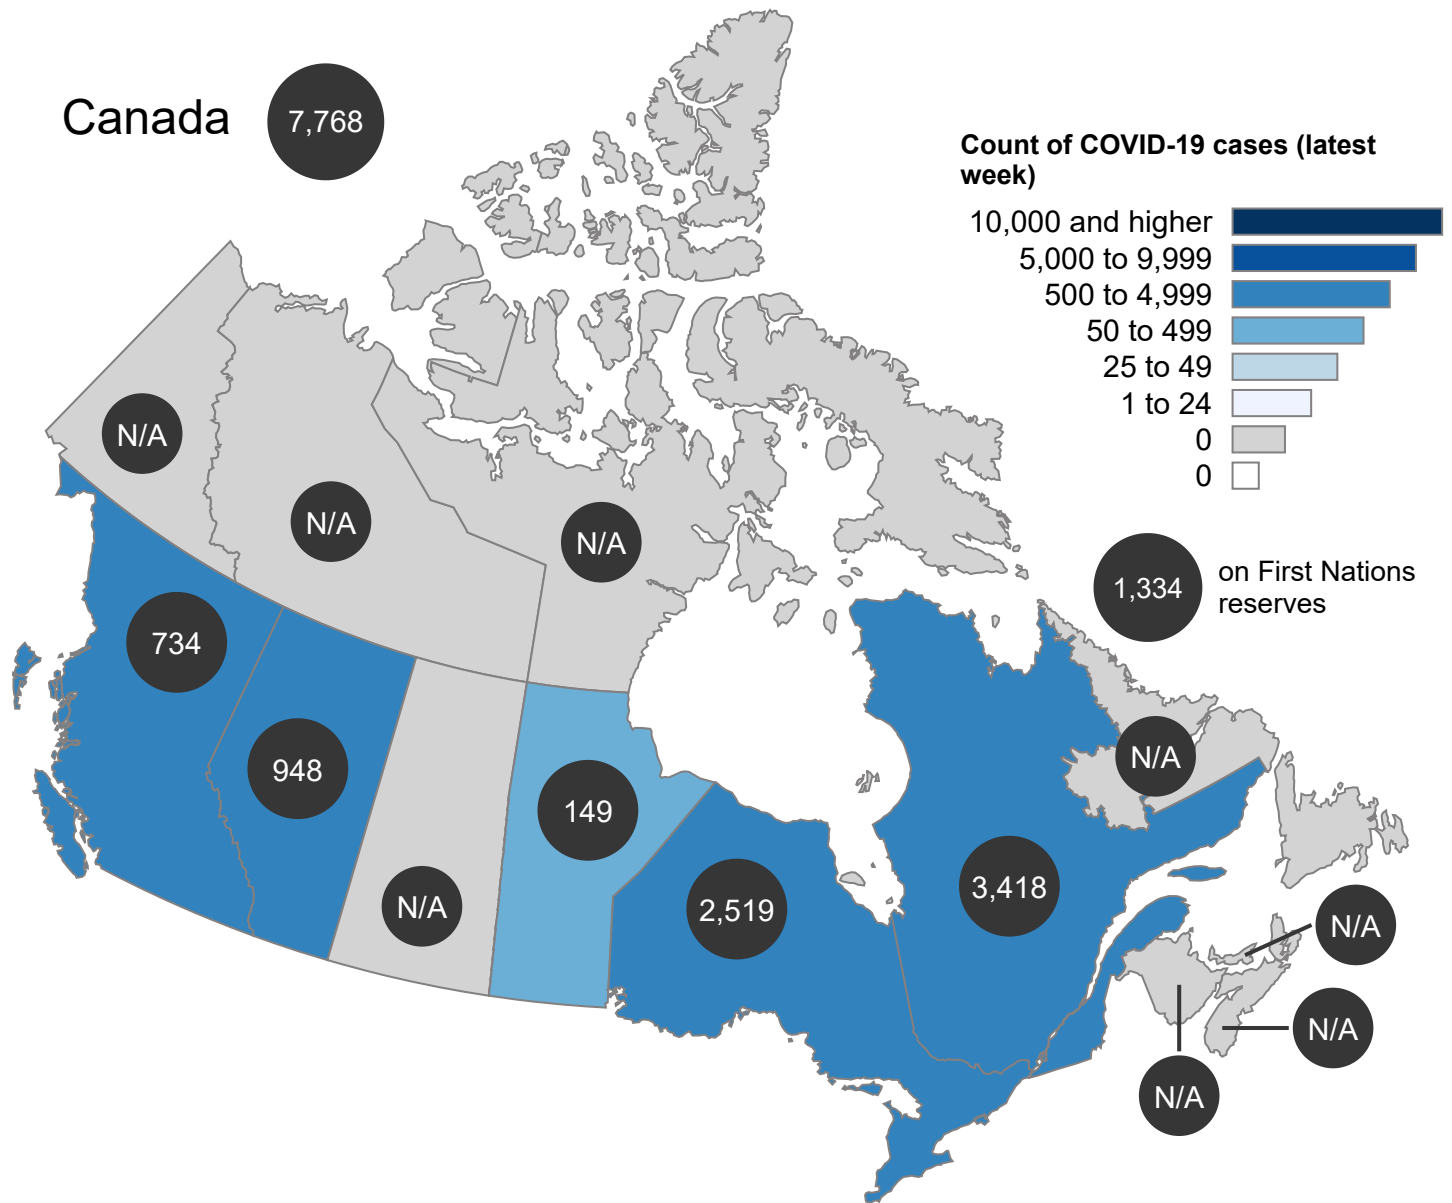 Canada
7,768
Count of COVID-19 cases (latest
week)
10,000 and higher
5,000 to 9,999
500 to 4,999
50 to 499
25 to 49
1 to 24
0
0
N/A
N/A
N/A
1,334
on First Nations
reserves
734
948
N/A
149
N/A
2,519
3,418
N/A
N/A
N/A